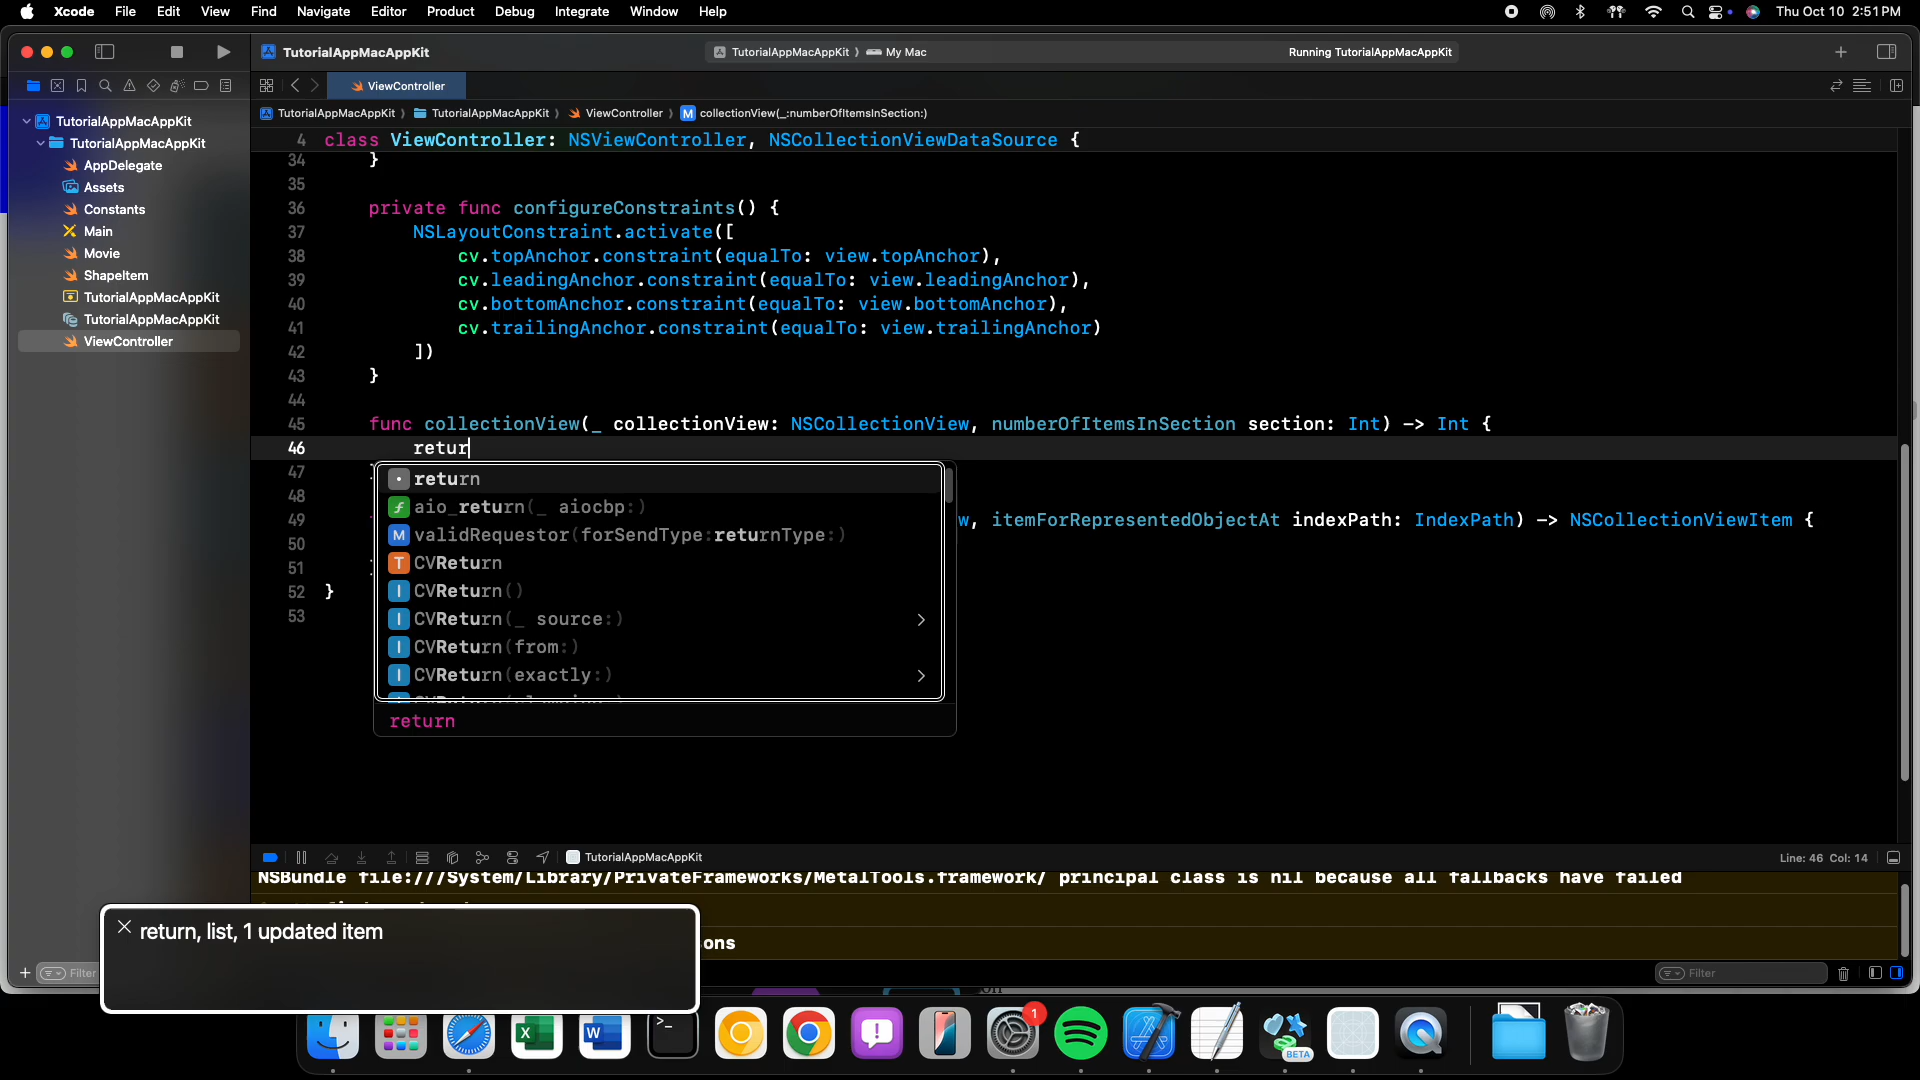 Xcode File Edit View Find Navigate Editor Product Debug Integrate Window Help Thu Oct 10 2:51 PM
TutorialAppMacAppKit TutorialAppMacAppKit My Mac Running TutorialAppMacAppKit
ViewController
TutorialAppMacAppKit TutorialAppMacAppKit ViewController M collectionView(_:numberOfItemsInSection:)
TutorialAppMacAppKit
TutorialAppMacAppKit
AppDelegate
Assets
Constants
Main
Movie
ShapeItem
TutorialAppMacAppKit
TutorialAppMacAppKit
ViewController
4 class ViewController: NSViewController, NSCollectionViewDataSource {
34 }
35
36 private func configureConstraints() {
37 NSLayoutConstraint.activate([
38 cv.topAnchor.constraint(equalTo: view.topAnchor),
39 cv.leadingAnchor.constraint(equalTo: view.leadingAnchor),
40 cv.bottomAnchor.constraint(equalTo: view.bottomAnchor),
41 cv.trailingAnchor.constraint(equalTo: view.trailingAnchor)
42 ])
43 }
44
45 func collectionView(_ collectionView: NSCollectionView, numberOfItemsInSection section: Int) -> Int {
46 retur
47
48
49 w, itemForRepresentedObjectAt indexPath: IndexPath) -> NSCollectionViewItem {
50
51
52 }
53
return
f aio_return(_ aiocbp:)
M validRequestor(forSendType:returnType:)
T CVReturn
I CVReturn()
I CVReturn(_ source:)
I CVReturn(from:)
I CVReturn(exactly:)
return
TutorialAppMacAppKit Line: 46 Col: 14
NSBundle file:///System/Library/PrivateFrameworks/MetalTools.framework/ principal class is nil because all fallbacks have failed
ons
return, list, 1 updated item
Filter Filter
1
BETA